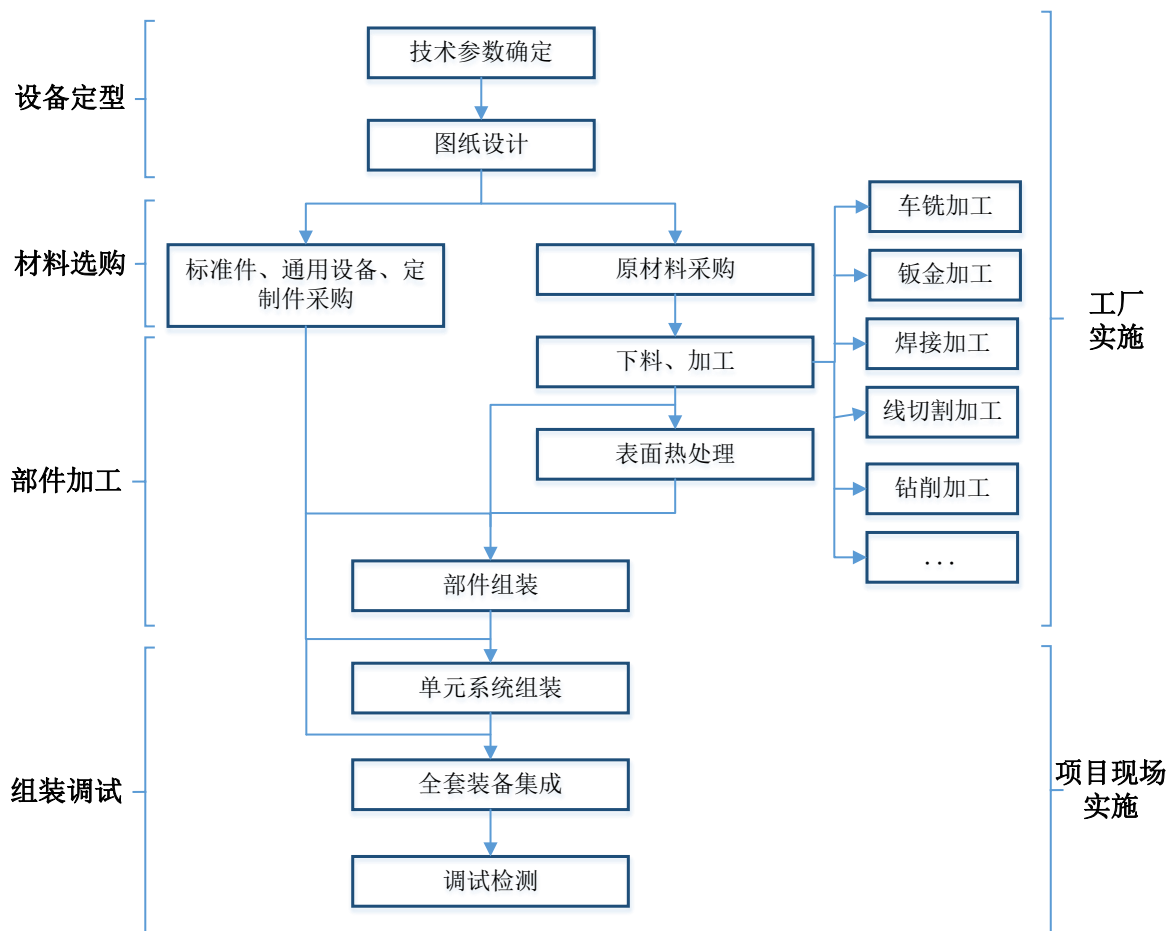 技术参数确定
设备定型
图纸设计
车铣加工
材料选购
标准件、通用设备、定
制件采购
原材料采购
钣金加工
工厂
实施
下料、加工
焊接加工
线切割加工
表面热处理
部件加工
钻削加工
...
部件组装
单元系统组装
组装调试
全套装备集成
项目现场
实施
调试检测